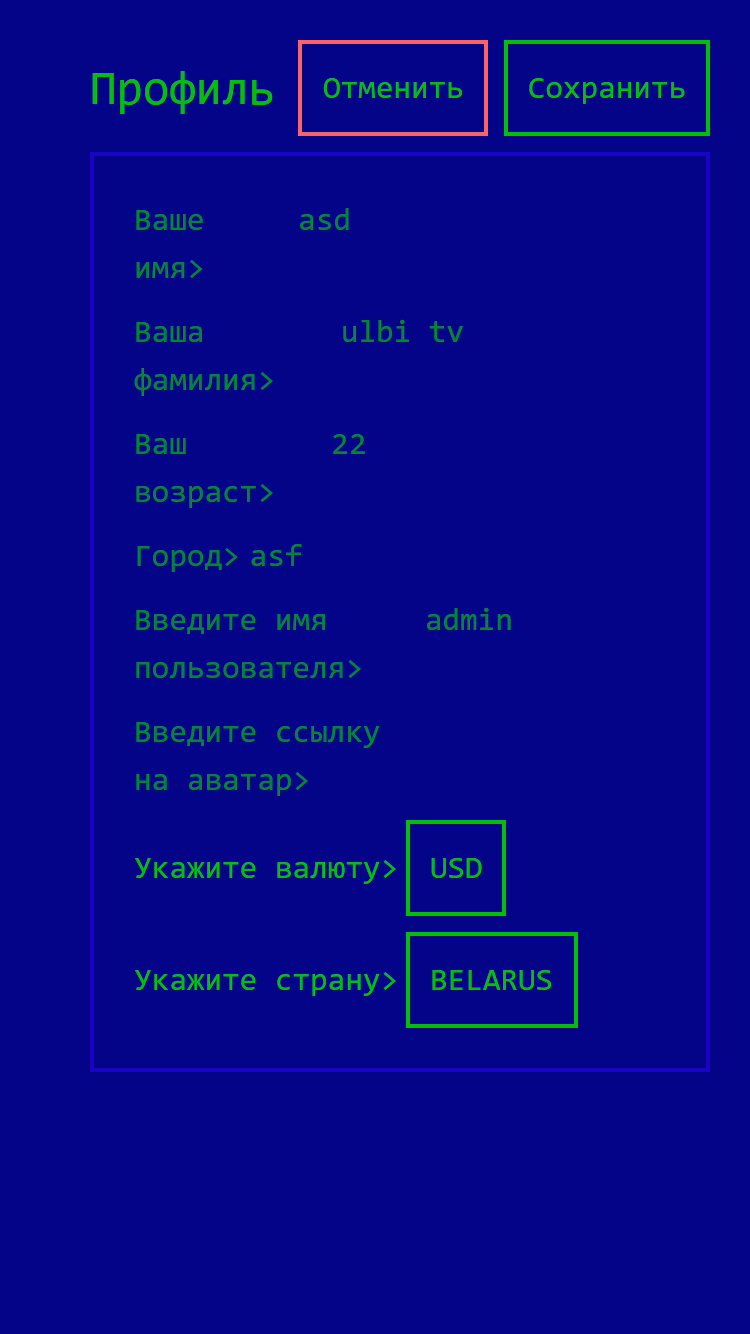 Профиль Отменить Сохранить
Ваше asd
имя>
Ваша ulbi tv
фамилия>
Ваш 22
возраст>
Город> asf
Введите имя admin
пользователя>
Введите ссылку
на аватар>
Укажите валюту> USD
Укажите страну> BELARUS